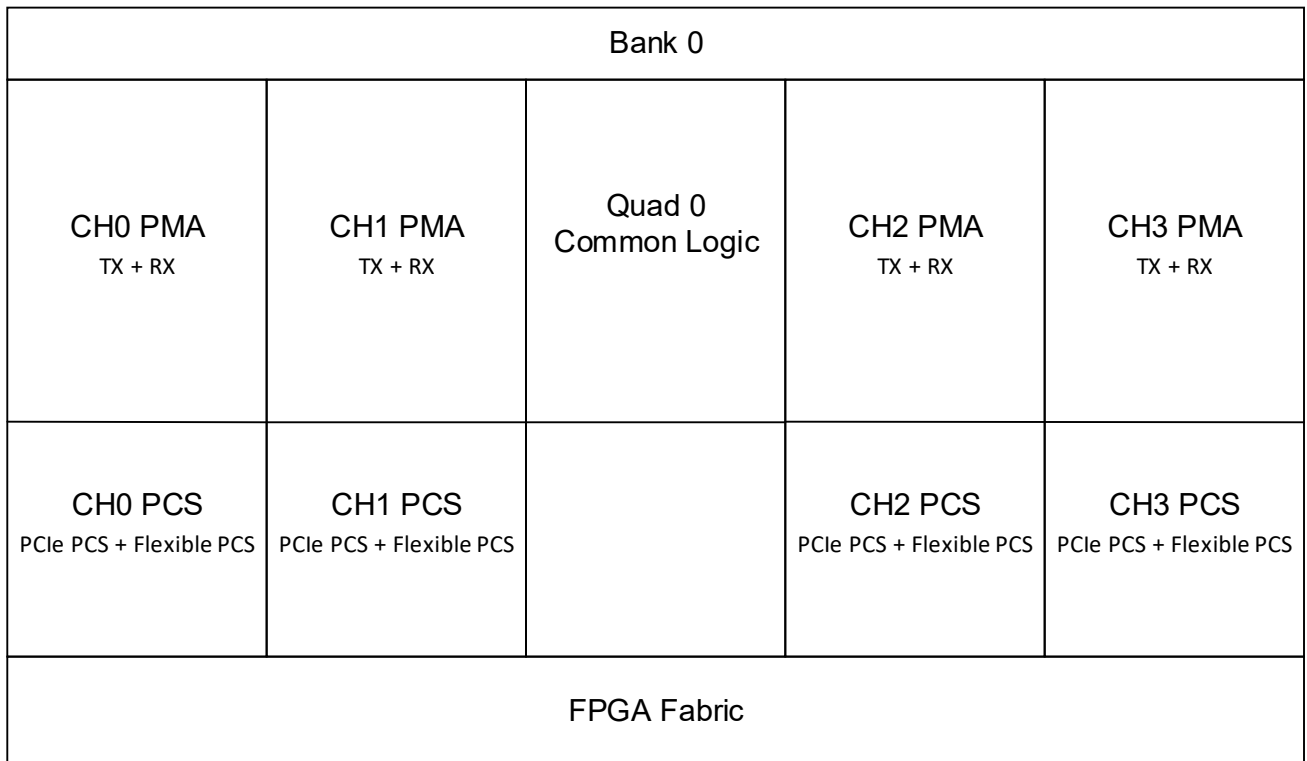 Bank 0
CH0 PMA
TX + RX
CH1 PMA
TX + RX
Quad 0
Common Logic
CH2 PMA
TX + RX
CH3 PMA
TX + RX
CH0 PCS
PCIe PCS + Flexible PCS
CH1 PCS
PCIe PCS + Flexible PCS
CH2 PCS
PCIe PCS + Flexible PCS
CH3 PCS
PCIe PCS + Flexible PCS
FPGA Fabric